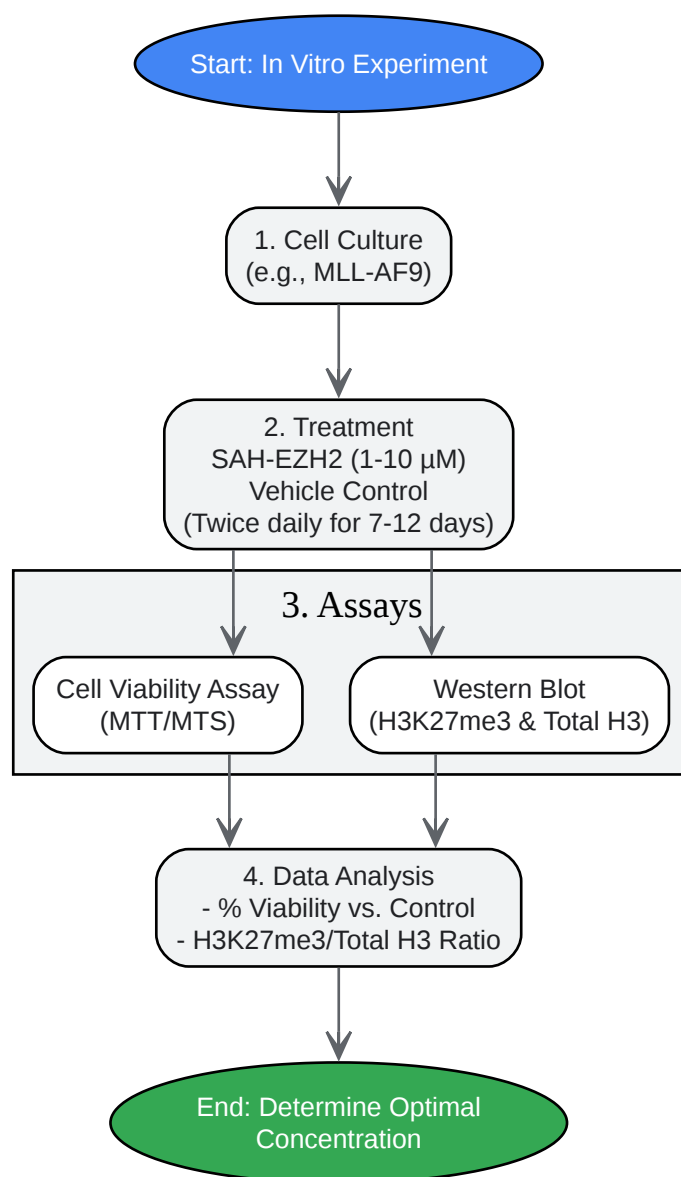 Start: In Vitro Experiment
1. Cell Culture
(e.g., MLL-AF9)
2. Treatment
SAH-EZH2 (1-10 µM)
Vehicle Control
(Twice daily for 7-12 days)
3. Assays
Cell Viability Assay
(MTT/MTS)
Western Blot
(H3K27me3 & Total H3)
4. Data Analysis
- % Viability vs. Control
- H3K27me3/Total H3 Ratio
End: Determine Optimal
Concentration